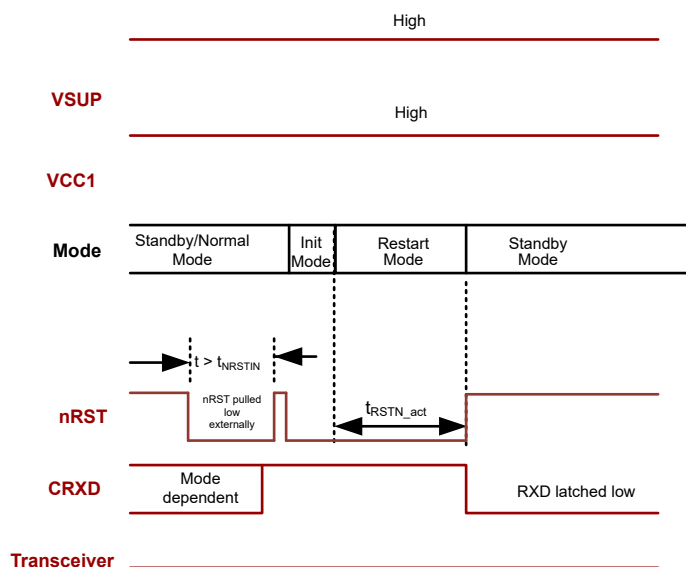 High
VSUP
High
VCC1
Mode
Standby/Normal
Mode
Init
Mode
Restart
Mode
Standby
Mode
t > tNRSTIN
nRST
nRST pulled
low
externally
tRSTN_act
CRXD
Mode
dependent
RXD latched low
Transceiver